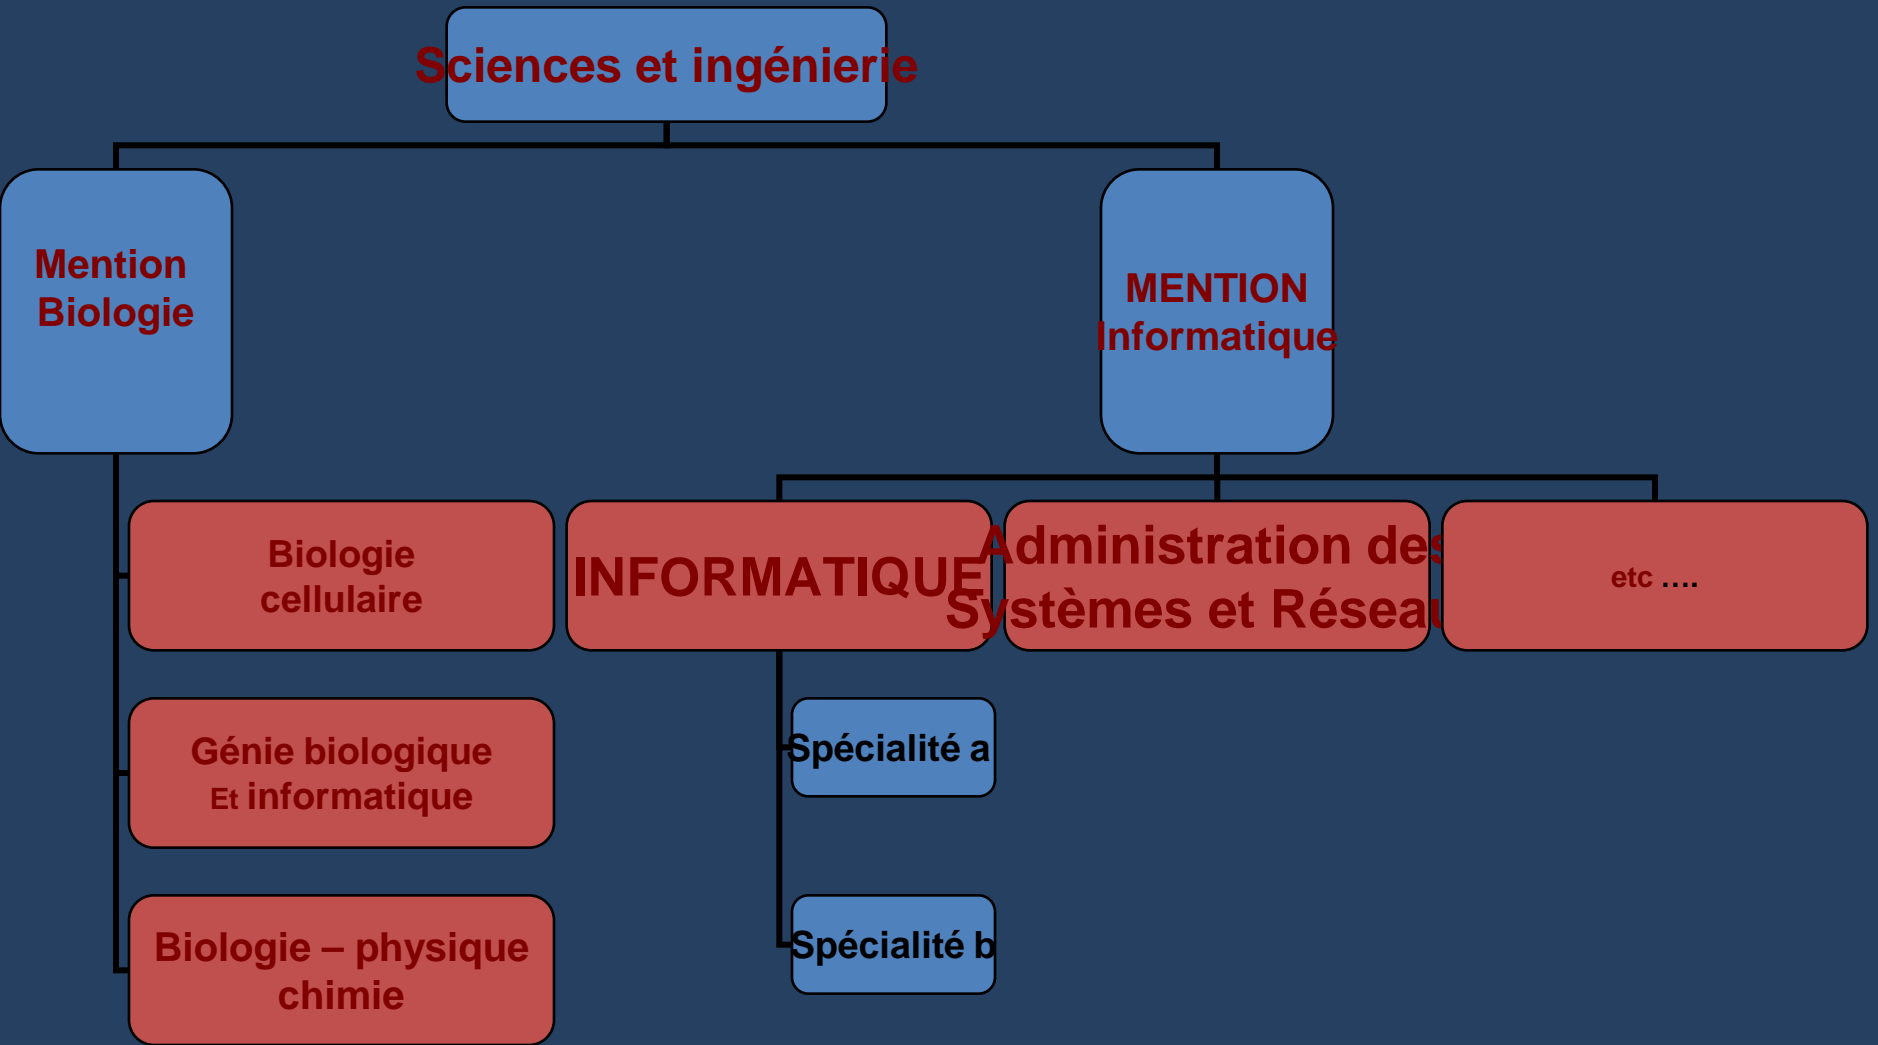 Sciences et ingénierie
Mention
Biologie
MENTION
Informatique
Biologie
cellulaire
INFORMATIQUE
Administration des
Systèmes et Réseau
etc ....
Génie biologique
Et informatique
Spécialité a
Biologie – physique
chimie
Spécialité b